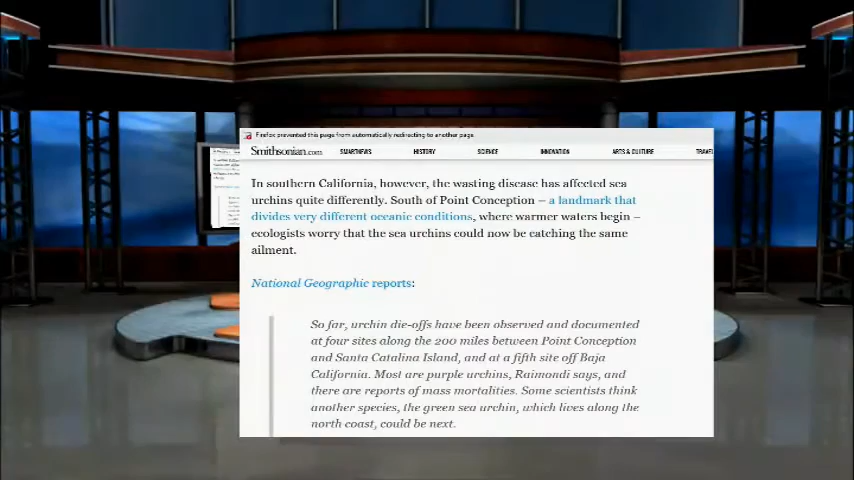 Firefox prevented this page from automatically redirecting to another page.
Smithsonian.com SMARTNEWS HISTORY SCIENCE INNOVATION ARTS & CULTURE TRAVEL
In southern California, however, the wasting disease has affected sea
urchins quite differently. South of Point Conception – a landmark that
divides very different oceanic conditions, where warmer waters begin –
ecologists worry that the sea urchins could now be catching the same
ailment.
National Geographic reports:
So far, urchin die-offs have been observed and documented
at four sites along the 200 miles between Point Conception
and Santa Catalina Island, and at a fifth site off Baja
California. Most are purple urchins, Raimondi says, and
there are reports of mass mortalities. Some scientists think
another species, the green sea urchin, which lives along the
north coast, could be next.